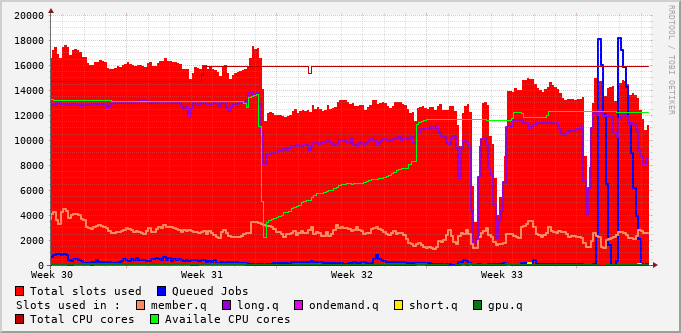 20000
18000
16000
14000
12000
10000
8000
6000
4000
2000
0
Week 30 Week 31 Week 32 Week 33
Total slots used Queued Jobs
Slots used in : member.q long.q ondemand.q short.q gpu.q
Total CPU cores Availale CPU cores
RRDTOOL / TOBI OETIKER